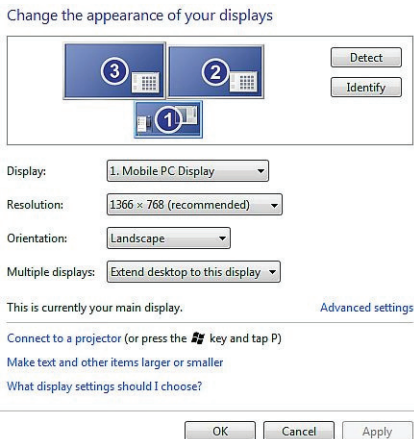 Change the appearance of your displays
3
2
1
Detect
Identify
Display:
1. Mobile PC Display
Resolution:
1366 × 768 (recommended)
Orientation:
Landscape
Multiple displays:
Extend desktop to this display
This is currently your main display.
Advanced settings
Connect to a projector (or press the key and tap P)
Make text and other items larger or smaller
What display settings should I choose?
OK
Cancel
Apply